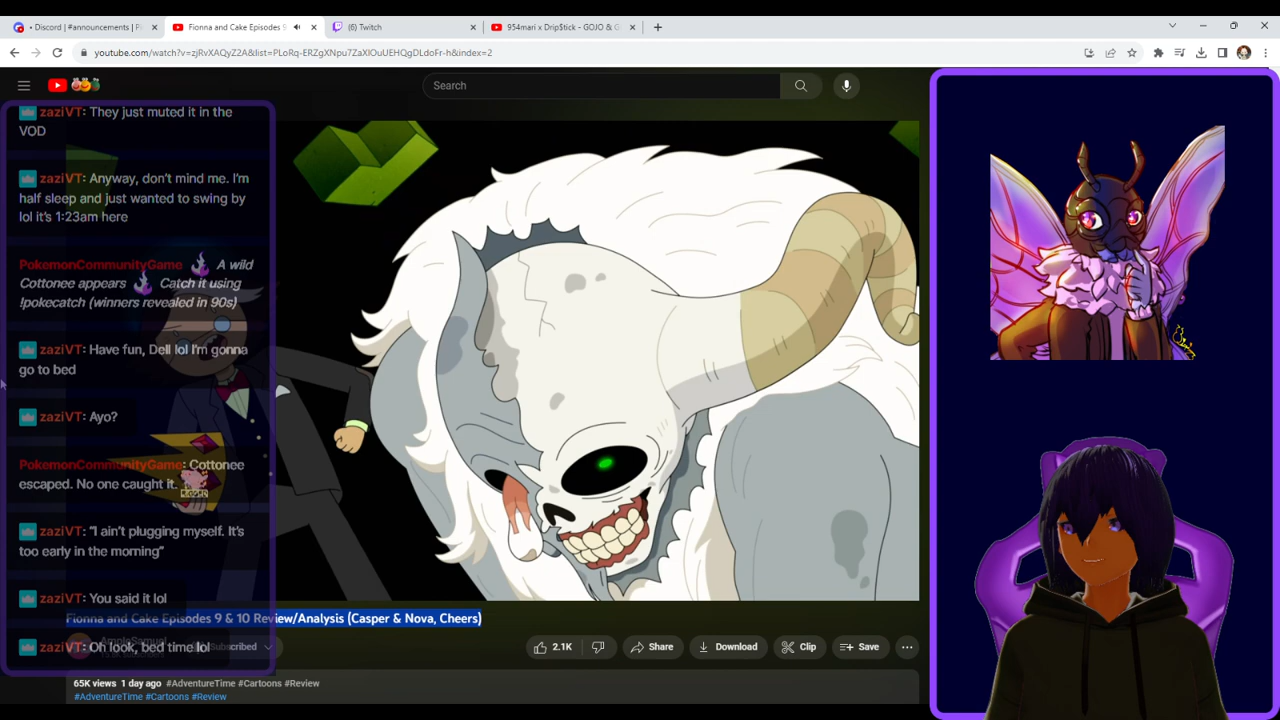 • Discord | #announcements | P
Fionna and Cake Episodes 9
(6) Twitch
954mari x Drip$tick - GOJO & G
youtube.com/watch?v=zjRvXAQyZ2A&list=PLoRq-ERZgXNpu7ZaXlOuUEHQgDLdoFr-h&index=2
Search
zaziVT: They just muted it in the
VOD
zaziVT: Anyway, don't mind me. I'm
half sleep and just wanted to swing by
lol it's 1:23am here
PokemonCommunityGame A wild
Cottonee appears Catch it using
!pokecatch (winners revealed in 90s)
zaziVT: Have fun, Dell lol I'm gonna
go to bed
zaziVT: Ayo?
PokemonCommunityGame: Cottonee
escaped. No one caught it.
zaziVT: "I ain't plugging myself. It's
too early in the morning"
zaziVT: You said it lol
Fionna and Cake Episodes 9 & 10 Review/Analysis (Casper & Nova, Cheers)
zaziVT: Oh look, bed time lol
Subscribed
2.1K
Share
Download
Clip
Save
65K views 1 day ago #AdventureTime #Cartoons #Review
#AdventureTime #Cartoons #Review